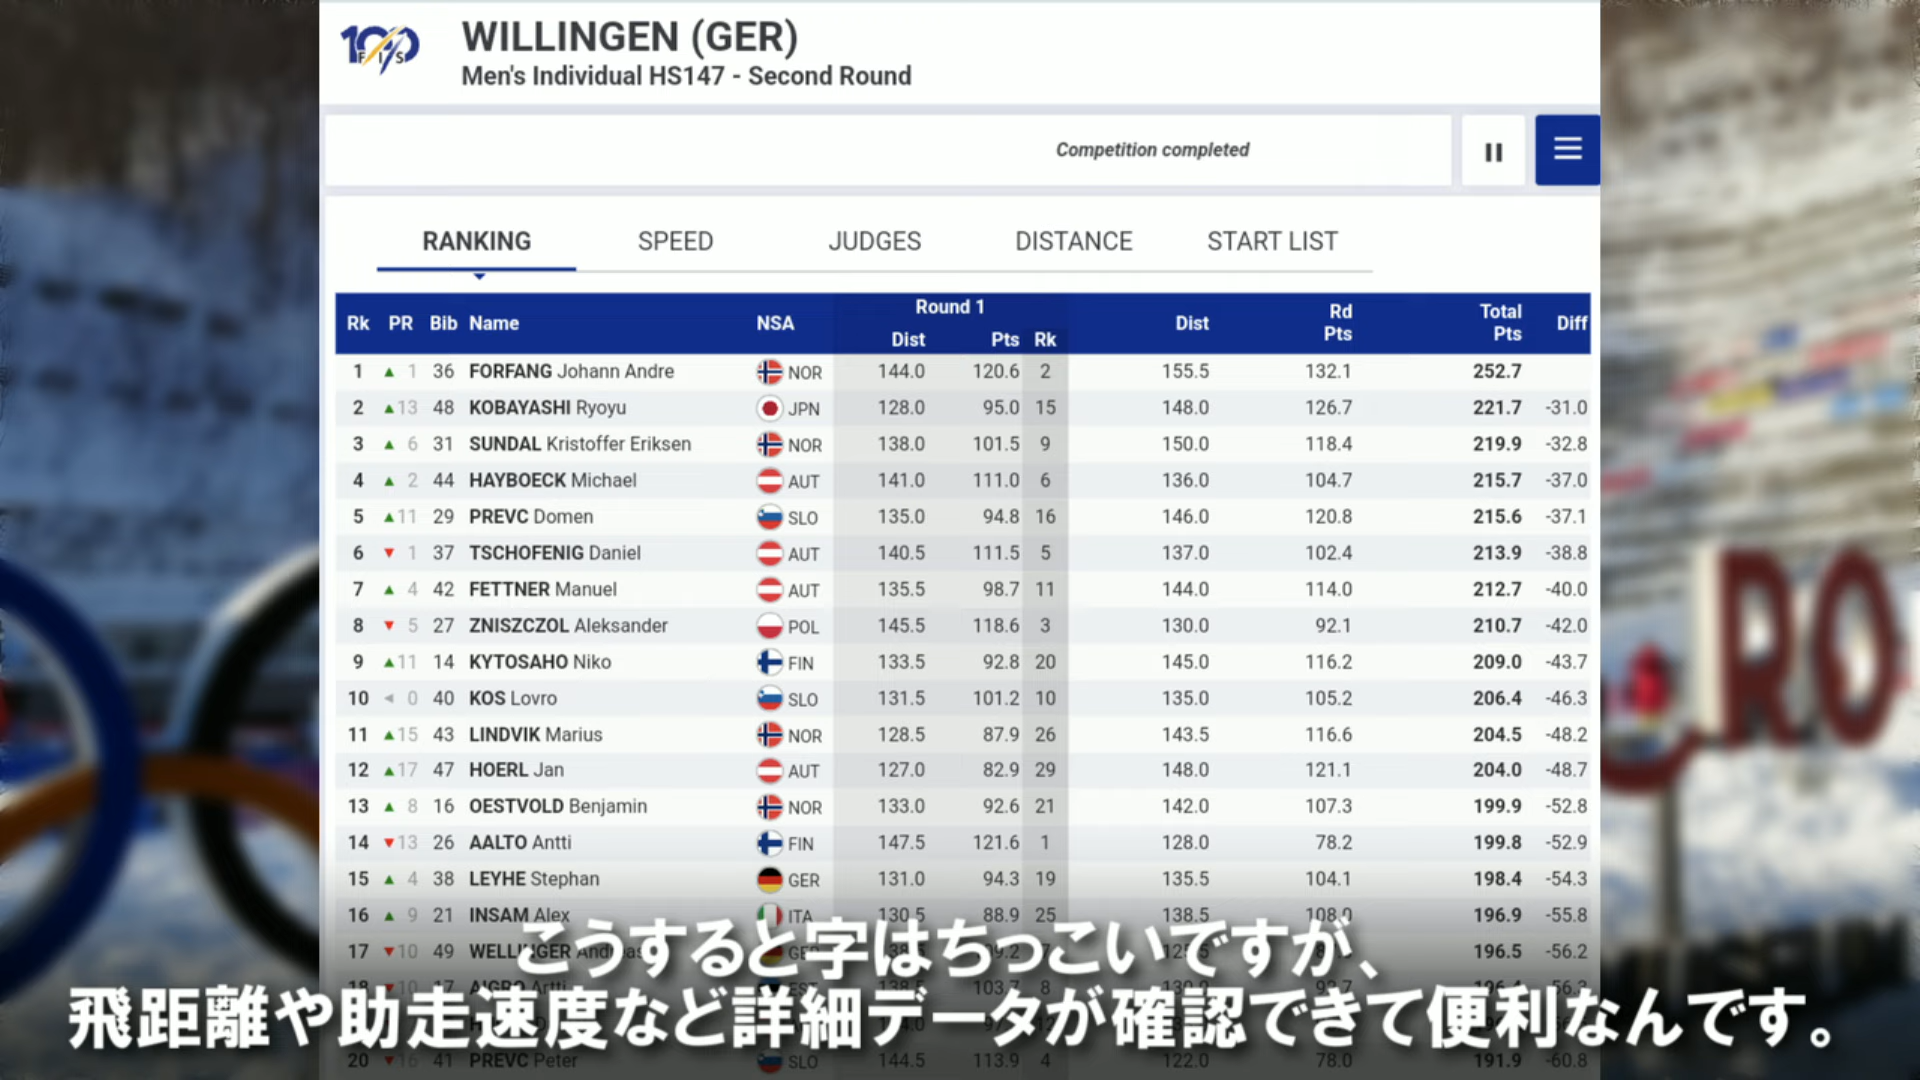 100 FIS
WILLINGEN (GER)
Men's Individual HS147 - Second Round
Competition completed
RANKING SPEED JUDGES DISTANCE START LIST
Round 1
Rk PR Bib Name NSA Dist Pts Rk Dist Rd Pts Total Pts Diff
1 ▲ 1 36 FORFANG Johann Andre NOR 144.0 120.6 2 155.5 132.1 252.7
2 ▲ 13 48 KOBAYASHI Ryoyu JPN 128.0 95.0 15 148.0 126.7 221.7 -31.0
3 ▲ 6 31 SUNDAL Kristoffer Eriksen NOR 138.0 101.5 9 150.0 118.4 219.9 -32.8
4 ▲ 2 44 HAYBOECK Michael AUT 141.0 111.0 6 136.0 104.7 215.7 -37.0
5 ▲ 11 29 PREVC Domen SLO 135.0 94.8 16 146.0 120.8 215.6 -37.1
6 ▼ 1 37 TSCHOFENIG Daniel AUT 140.5 111.5 5 137.0 102.4 213.9 -38.8
7 ▲ 4 42 FETTNER Manuel AUT 135.5 98.7 11 144.0 114.0 212.7 -40.0
8 ▼ 5 27 ZNISZCZOL Aleksander POL 145.5 118.6 3 130.0 92.1 210.7 -42.0
9 ▲ 11 14 KYTOSAHO Niko FIN 133.5 92.8 20 145.0 116.2 209.0 -43.7
10 ◄ 0 40 KOS Lovro SLO 131.5 101.2 10 135.0 105.2 206.4 -46.3
11 ▲ 15 43 LINDVIK Marius NOR 128.5 87.9 26 143.5 116.6 204.5 -48.2
12 ▲ 17 47 HOERL Jan AUT 127.0 82.9 29 148.0 121.1 204.0 -48.7
13 ▲ 8 16 OESTVOLD Benjamin NOR 133.0 92.6 21 142.0 107.3 199.9 -52.8
14 ▼ 13 26 AALTO Antti FIN 147.5 121.6 1 128.0 78.2 199.8 -52.9
15 ▲ 4 38 LEYHE Stephan GER 131.0 94.3 19 135.5 104.1 198.4 -54.3
16 ▲ 9 21 INSAM Alex ITA 130.5 88.9 25 138.5 108.0 196.9 -55.8
17 ▼ 10 49 WELLINGER 196.5 -56.2
20 ▼ 16 41 PREVC Peter SLO 144.5 113.9 4 122.0 78.0 191.9 -60.8
こうすると字はちっこいですが、
飛距離や助走速度など詳細データが確認できて便利なんです。
RO